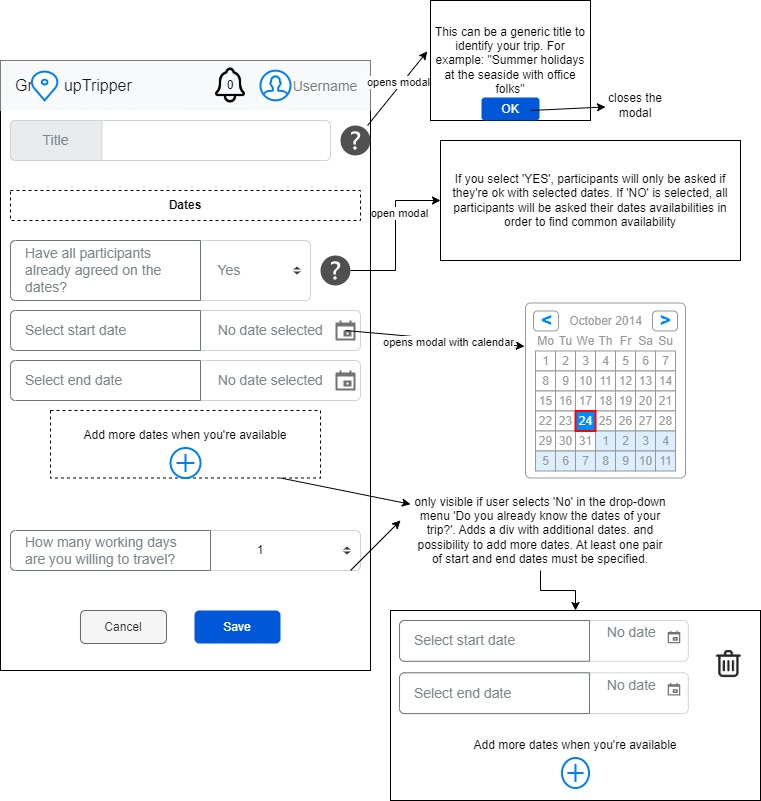 This can be a generic title to
identify your trip. For
example: "Summer holidays
at the seaside with office
folks"
OK
closes the
modal
Gr upTripper
0
Username
opens modal
Title
?
If you select 'YES', participants will only be asked if
they're ok with selected dates. If 'NO' is selected, all
participants will be asked their dates availabilities in
order to find common availability
Dates
open modal
Have all participants
already agreed on the
dates?
Yes
?
Select start date
No date selected
opens modal with calendar
Select end date
No date selected
< October 2014 >
Mo Tu We Th Fr Sa Su
1 2 3 4 5 6 7
8 9 10 11 12 13 14
15 16 17 18 19 20 21
22 23 24 25 26 27 28
29 30 31 1 2 3 4
5 6 7 8 9 10 11
Add more dates when you're available
only visible if user selects 'No' in the drop-down
menu 'Do you already know the dates of your
trip?'. Adds a div with additional dates. and
possibility to add more dates. At least one pair
of start and end dates must be specified.
How many working days
are you willing to travel?
1
Cancel
Save
Select start date
No date
Select end date
No date
Add more dates when you're available